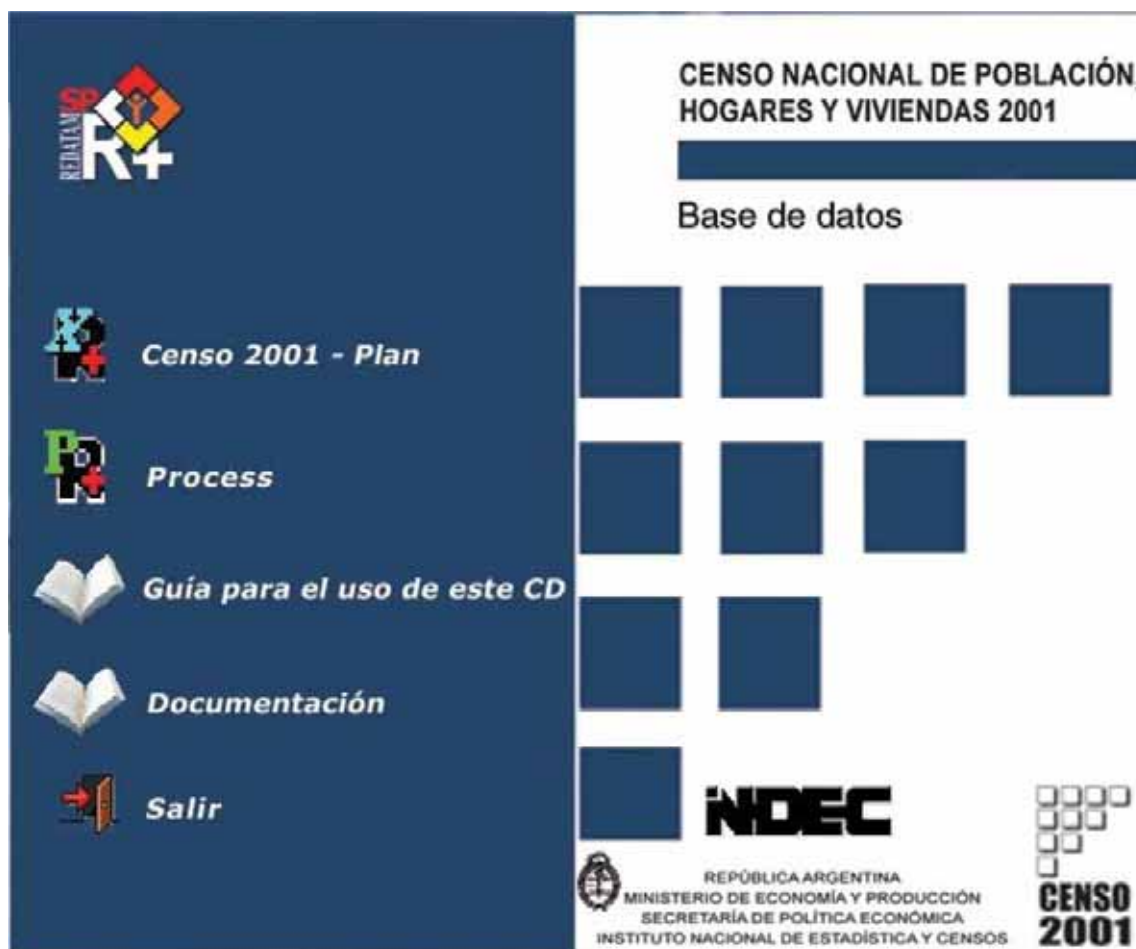 REDATAM SP
R+
Censo 2001 - Plan
Process
Guía para el uso de este CD
Documentación
Salir
CENSO NACIONAL DE POBLACIÓN,
HOGARES Y VIVIENDAS 2001
Base de datos
INDEC
REPÚBLICA ARGENTINA
MINISTERIO DE ECONOMÍA Y PRODUCCIÓN
SECRETARÍA DE POLÍTICA ECONÓMICA
INSTITUTO NACIONAL DE ESTADÍSTICA Y CENSOS
CENSO
2001